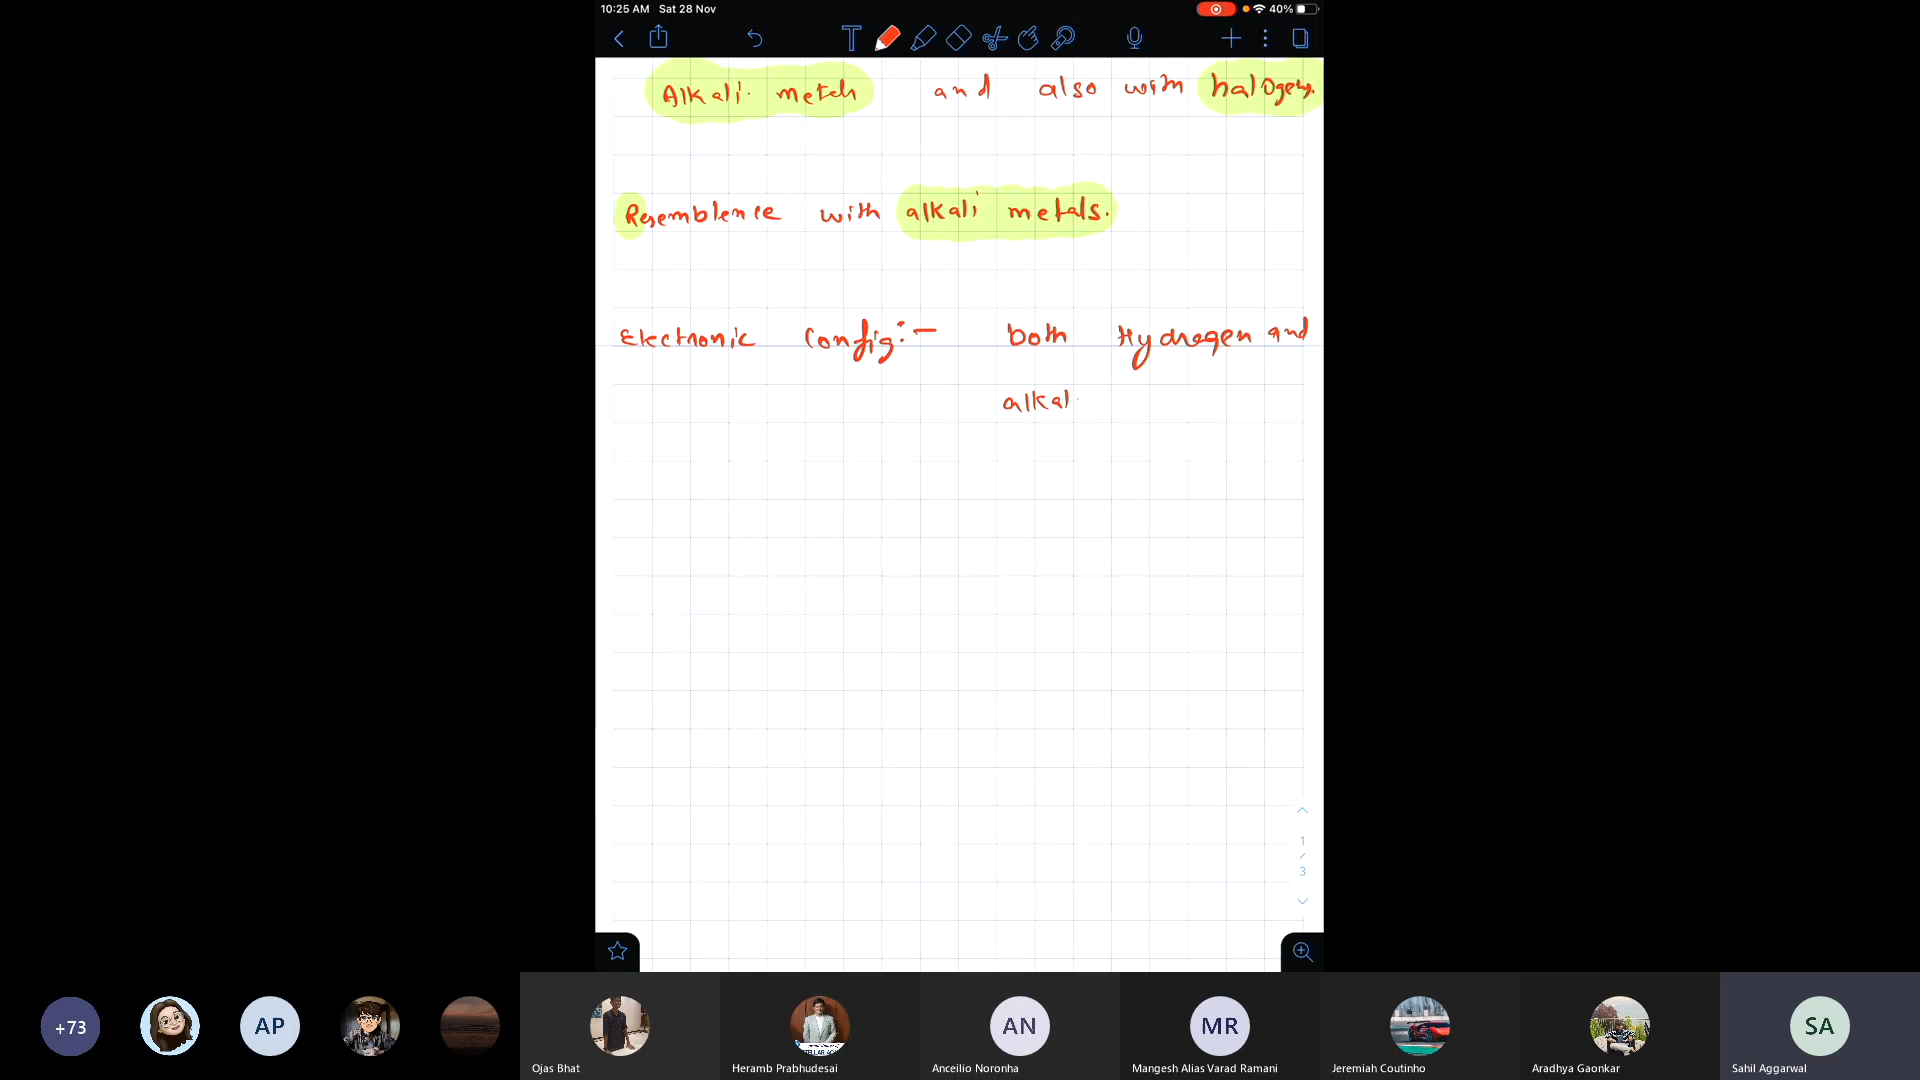 10:25 AM Sat 28 Nov
40%
Alkali metals and also with halogens.
Resemblence with alkali metals.
Electronic Config:- both Hydrogen and
alkal
1
/
3
+73
AP
AN
MR
SA
Ojas Bhat
Heramb Prabhudesai
Anceilio Noronha
Mangesh Alias Varad Ramani
Jeremiah Coutinho
Aradhya Gaonkar
Sahil Aggarwal